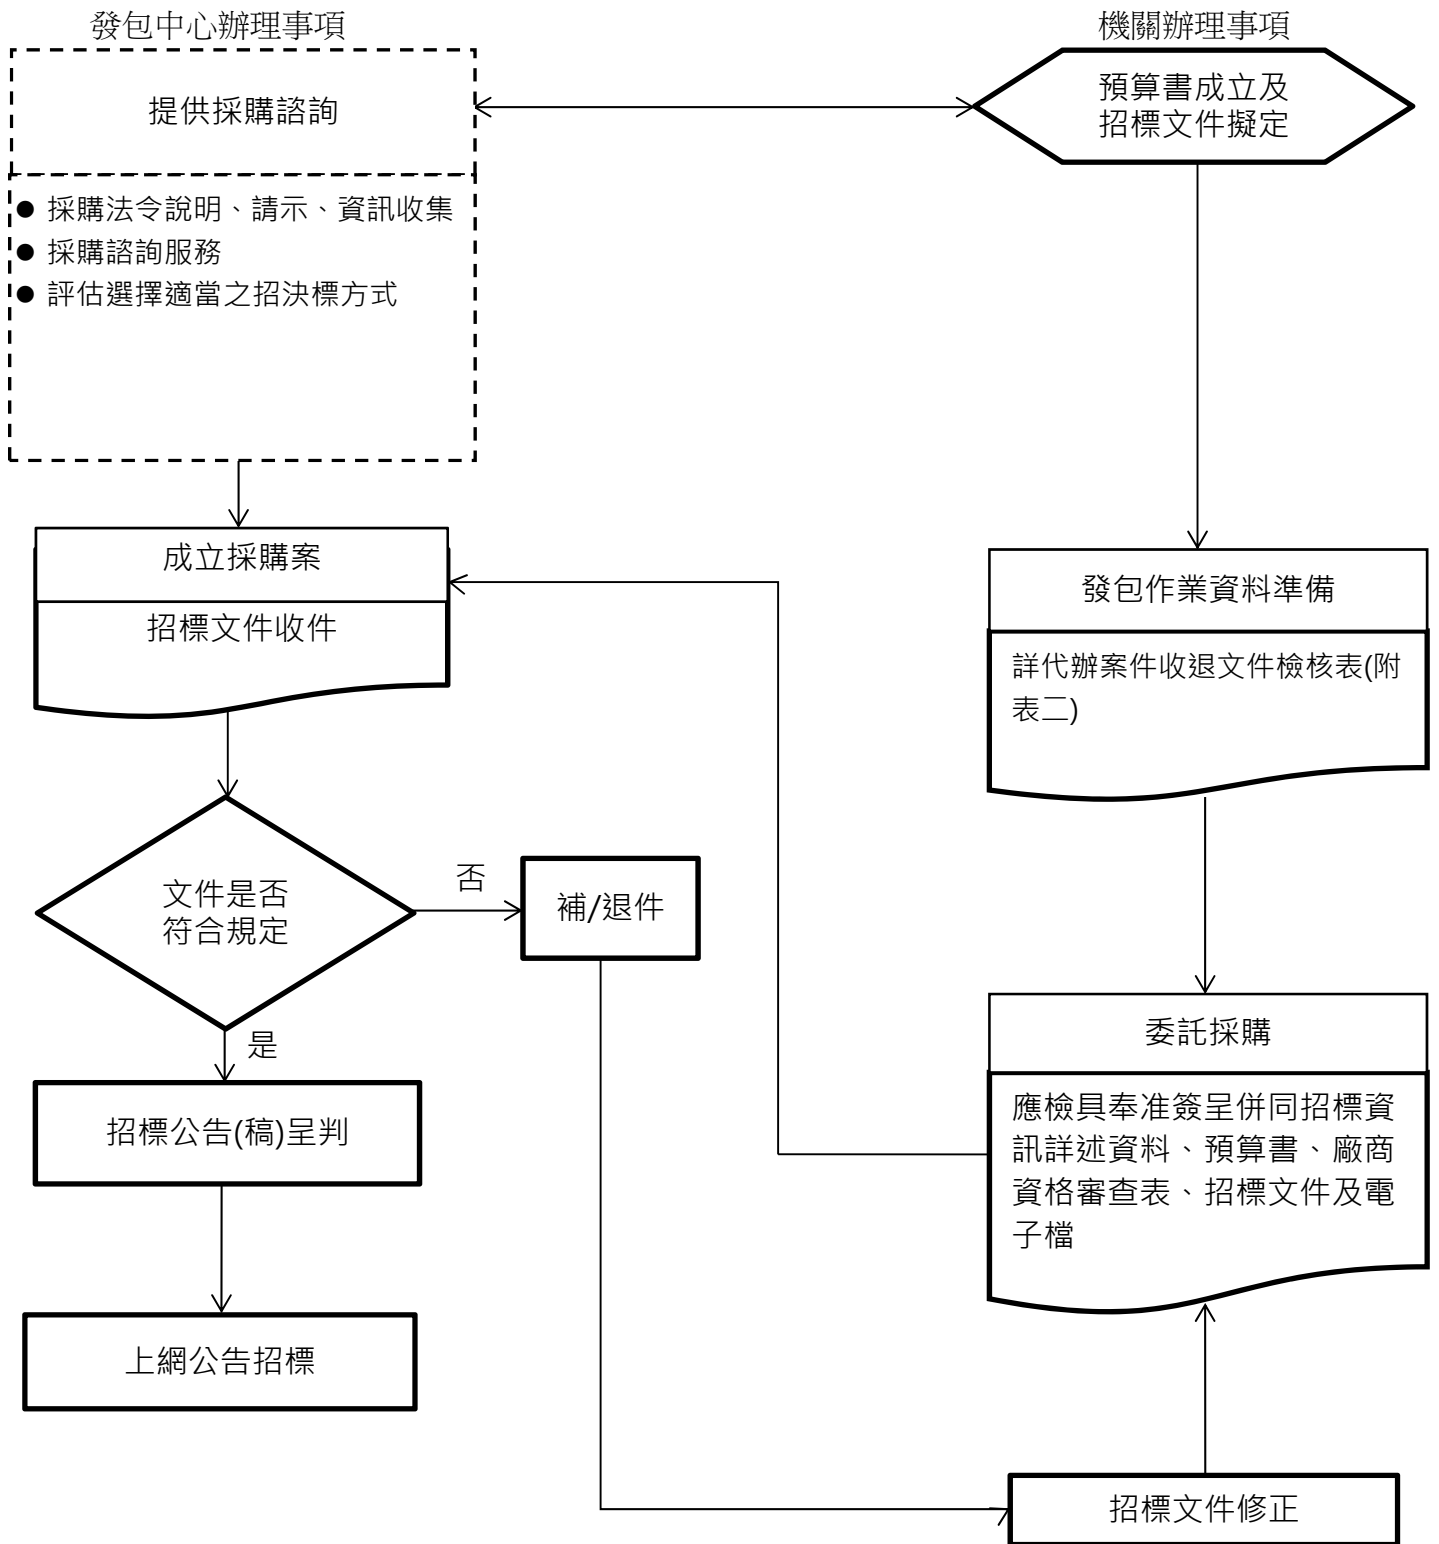 發包中心辦理事項
機關辦理事項
提供採購諮詢
預算書成立及
招標文件擬定
● 採購法令說明、請示、資訊收集
● 採購諮詢服務
● 評估選擇適當之招決標方式
成立採購案
招標文件收件
發包作業資料準備
詳代辦案件收退文件檢核表(附
表二)
文件是否
符合規定
否
補/退件
是
招標公告(稿)呈判
委託採購
應檢具奉准簽呈併同招標資
訊詳述資料、預算書、廠商
資格審查表、招標文件及電
子檔
上網公告招標
招標文件修正